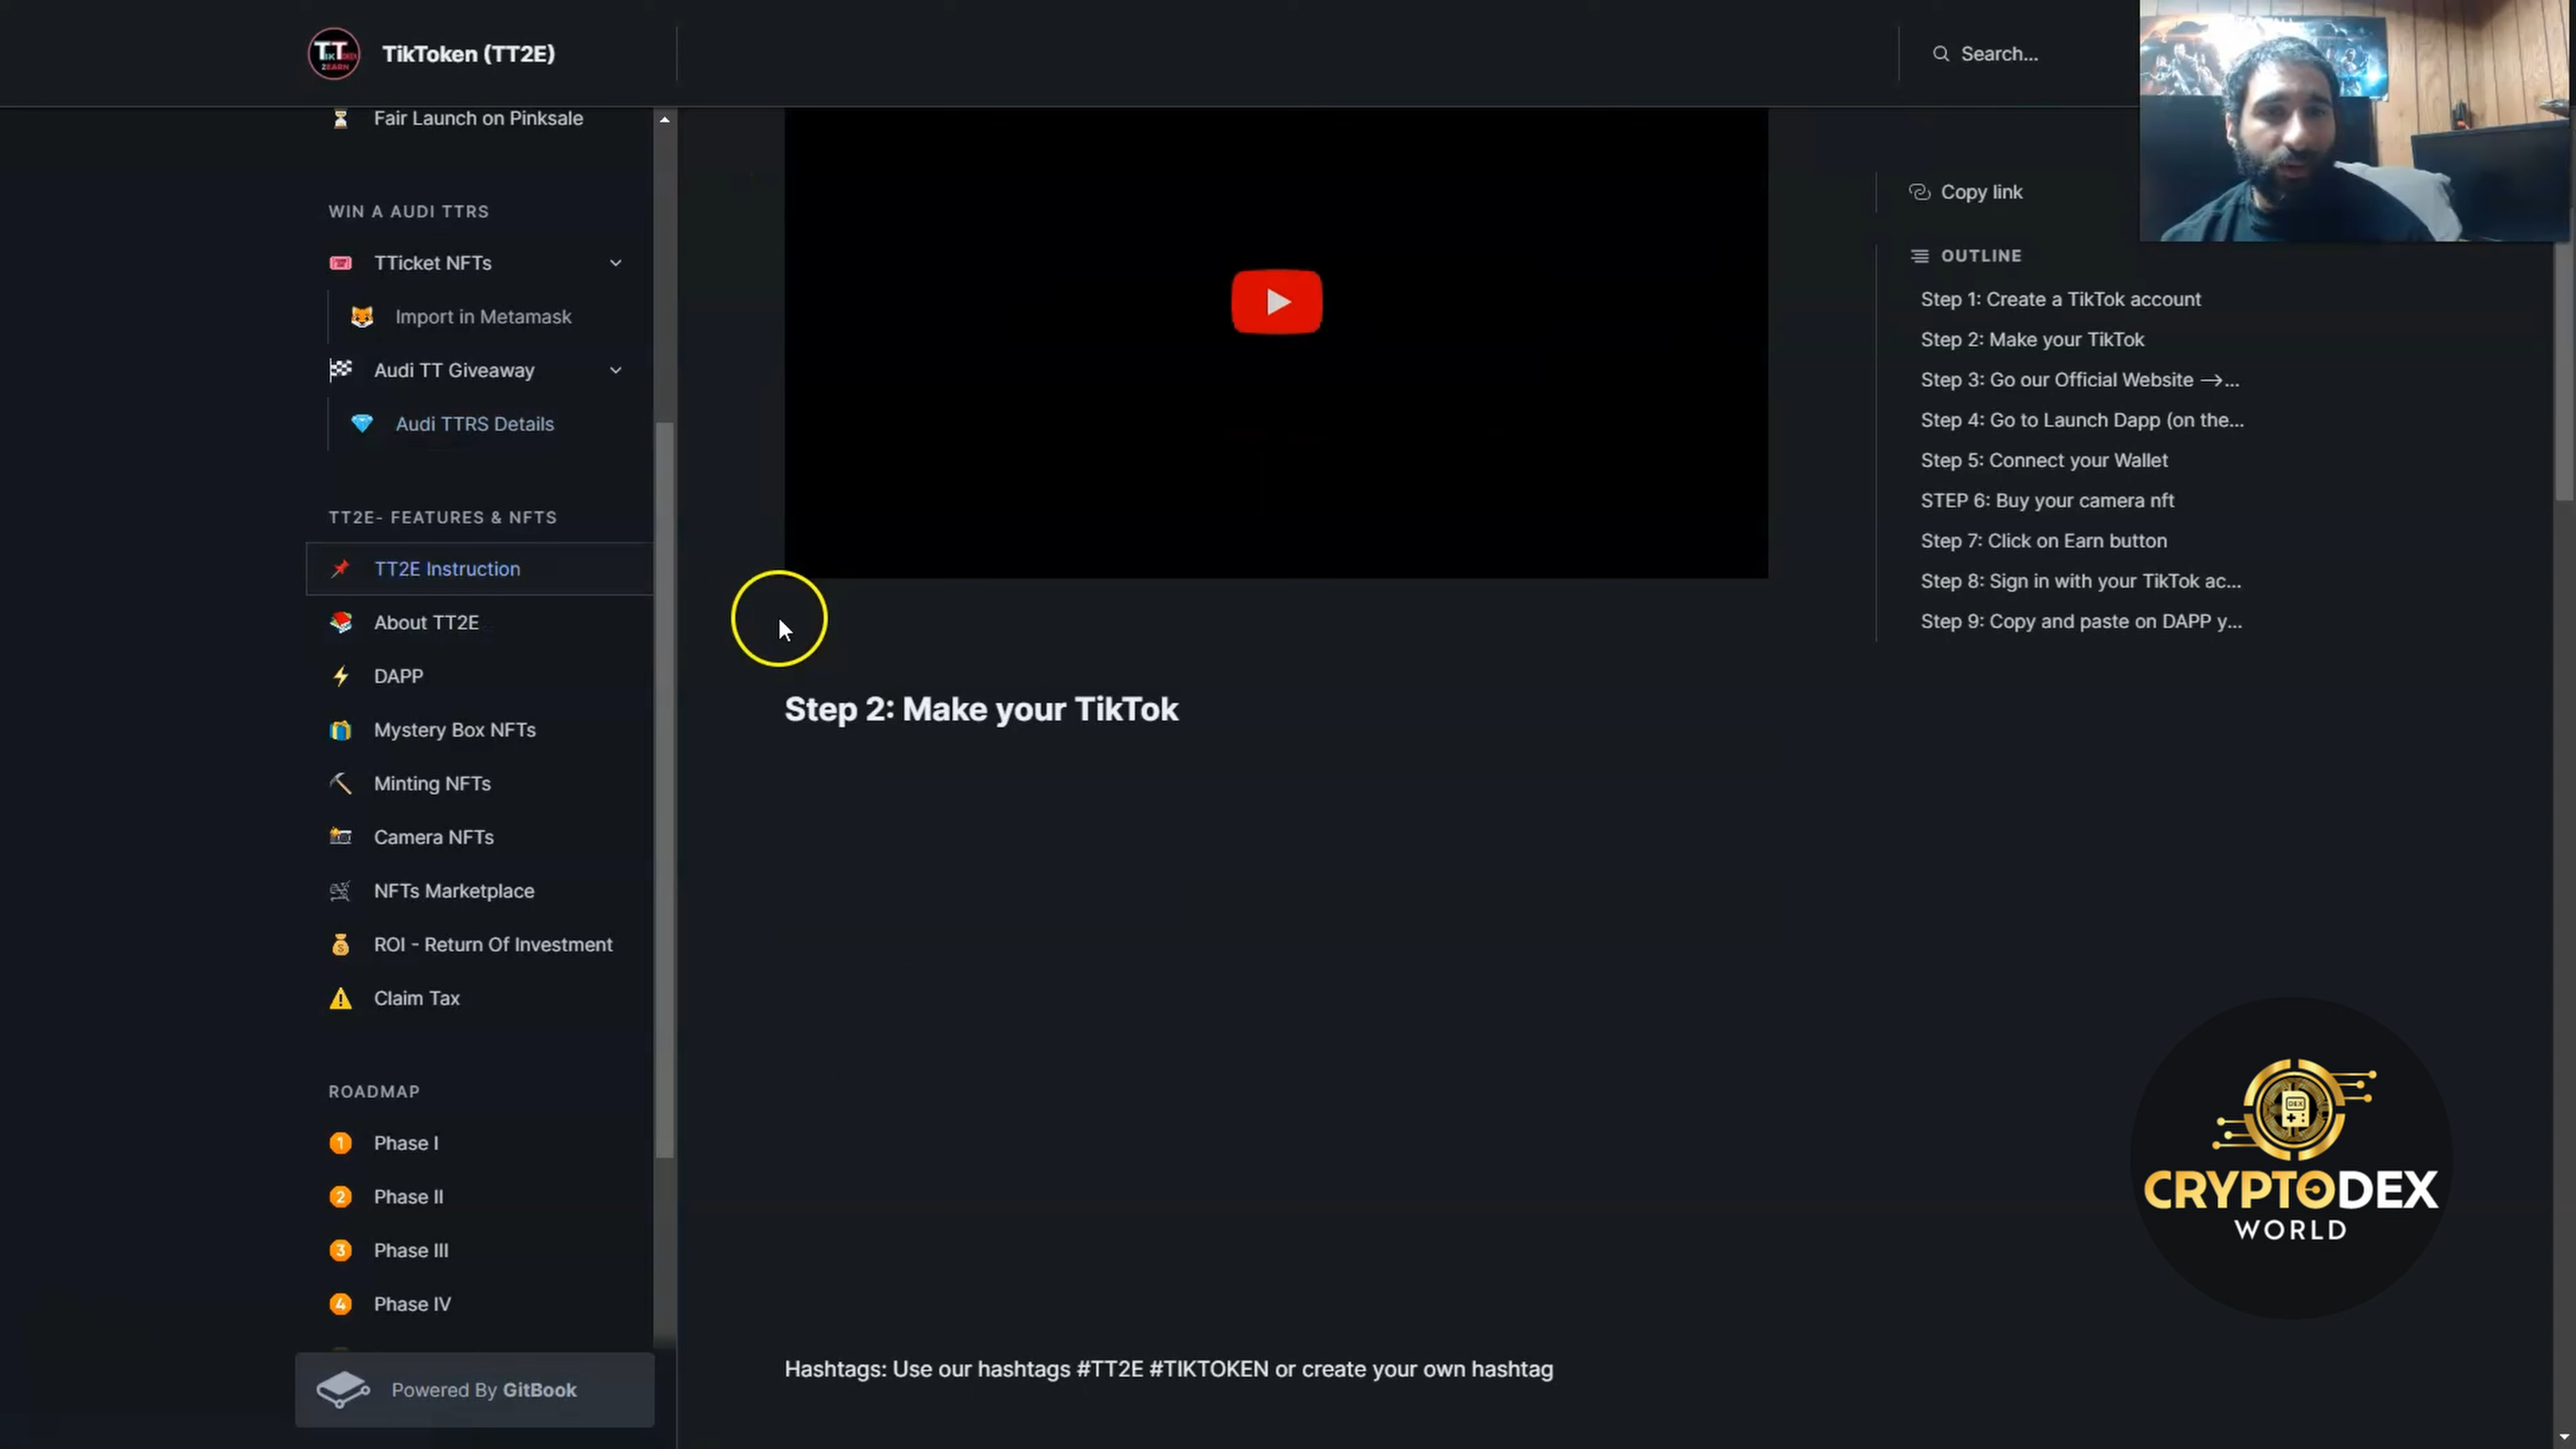 TikToken (TT2E)
Search...
Fair Launch on Pinksale
WIN A AUDI TTRS
TTicket NFTs
Import in Metamask
Audi TT Giveaway
Audi TTRS Details
TT2E- FEATURES & NFTS
TT2E Instruction
About TT2E
DAPP
Mystery Box NFTs
Minting NFTs
Camera NFTs
NFTs Marketplace
ROI - Return Of Investment
Claim Tax
ROADMAP
1 Phase I
2 Phase II
3 Phase III
4 Phase IV
Powered By GitBook
Step 2: Make your TikTok
Hashtags: Use our hashtags #TT2E #TIKTOKEN or create your own hashtag
Copy link
OUTLINE
Step 1: Create a TikTok account
Step 2: Make your TikTok
Step 3: Go our Official Website —>...
Step 4: Go to Launch Dapp (on the...
Step 5: Connect your Wallet
STEP 6: Buy your camera nft
Step 7: Click on Earn button
Step 8: Sign in with your TikTok ac...
Step 9: Copy and paste on DAPP y...
DEX
CRYPTODEX
WORLD